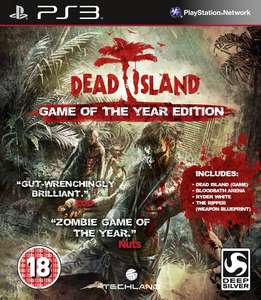 PS3
PlayStation.Network
DEAD ISLAND
GAME OF THE YEAR EDITION
INCLUDES:
• DEAD ISLAND (GAME)
• BLOODBATH ARENA
• RYDER WHITE
• THE RIPPER
(WEAPON BLUEPRINT)
"GUT-WRENCHINGLY
BRILLIANT."
"ZOMBIE GAME OF
THE YEAR."
Nuts
18
TECHLAND
DEEP
SILVER